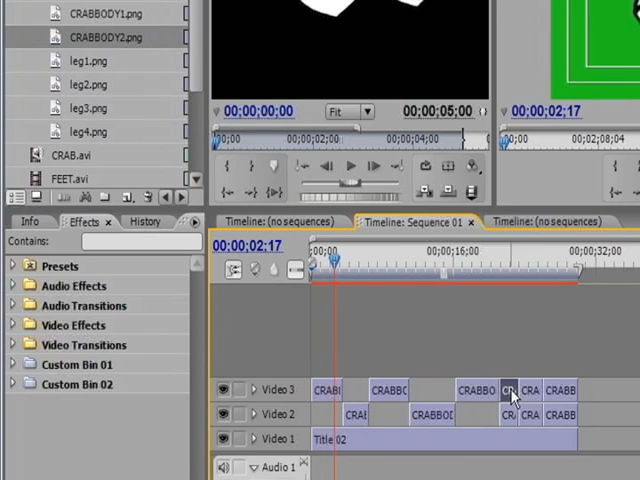 CRABBODY1.png
CRABBODY2.png
leg1.png
leg2.png
leg3.png
leg4.png
CRAB.avi
FEET.avi
00;00;00;00
Fit
00;00;05;00
00;00;02;17
00;00
00;00;02;00
00;00;04;00
00;00
00;02;08;04
Info
Effects
History
Timeline: (no sequences)
Timeline: Sequence 01
Timeline: (no sequences)
Contains:
00;00;02;17
00;00
00;00;16;00
00;00;32;00
Presets
Audio Effects
Audio Transitions
Video Effects
Video Transitions
Custom Bin 01
Custom Bin 02
Video 3
CRABI
CRABBC
CRABBO
CRA
CRABB
Video 2
CRAE
CRABBOD
CRA
CRA
CRABB
Video 1
Title 02
Audio 1